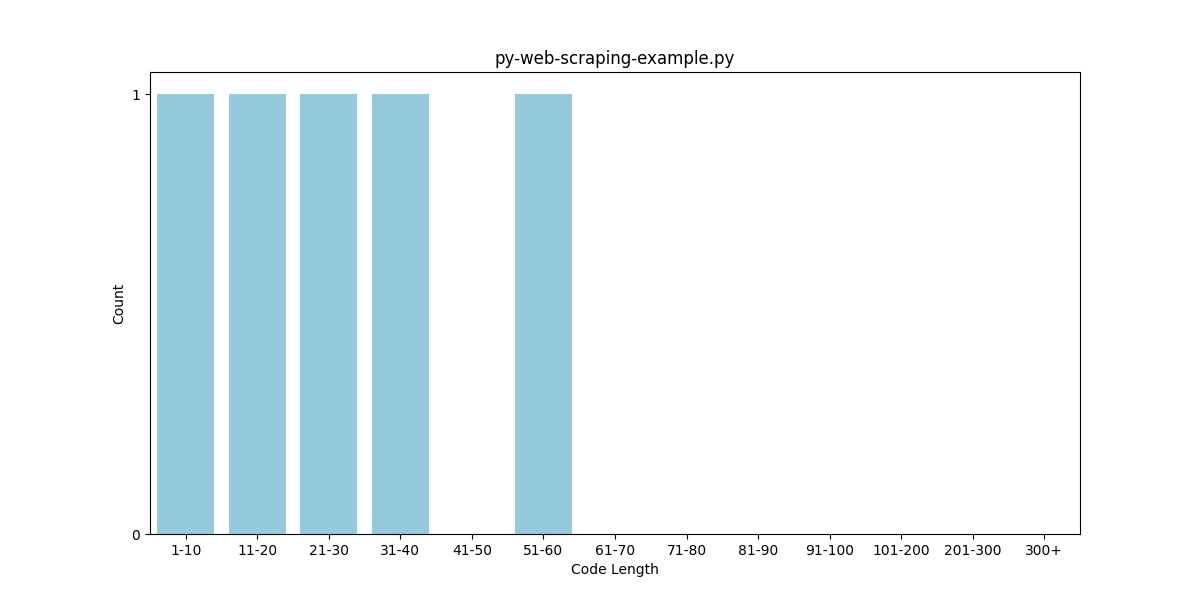 py-web-scraping-example.py
1
Count
0
1-10 11-20 21-30 31-40 41-50 51-60 61-70 71-80 81-90 91-100 101-200 201-300 300+
Code Length